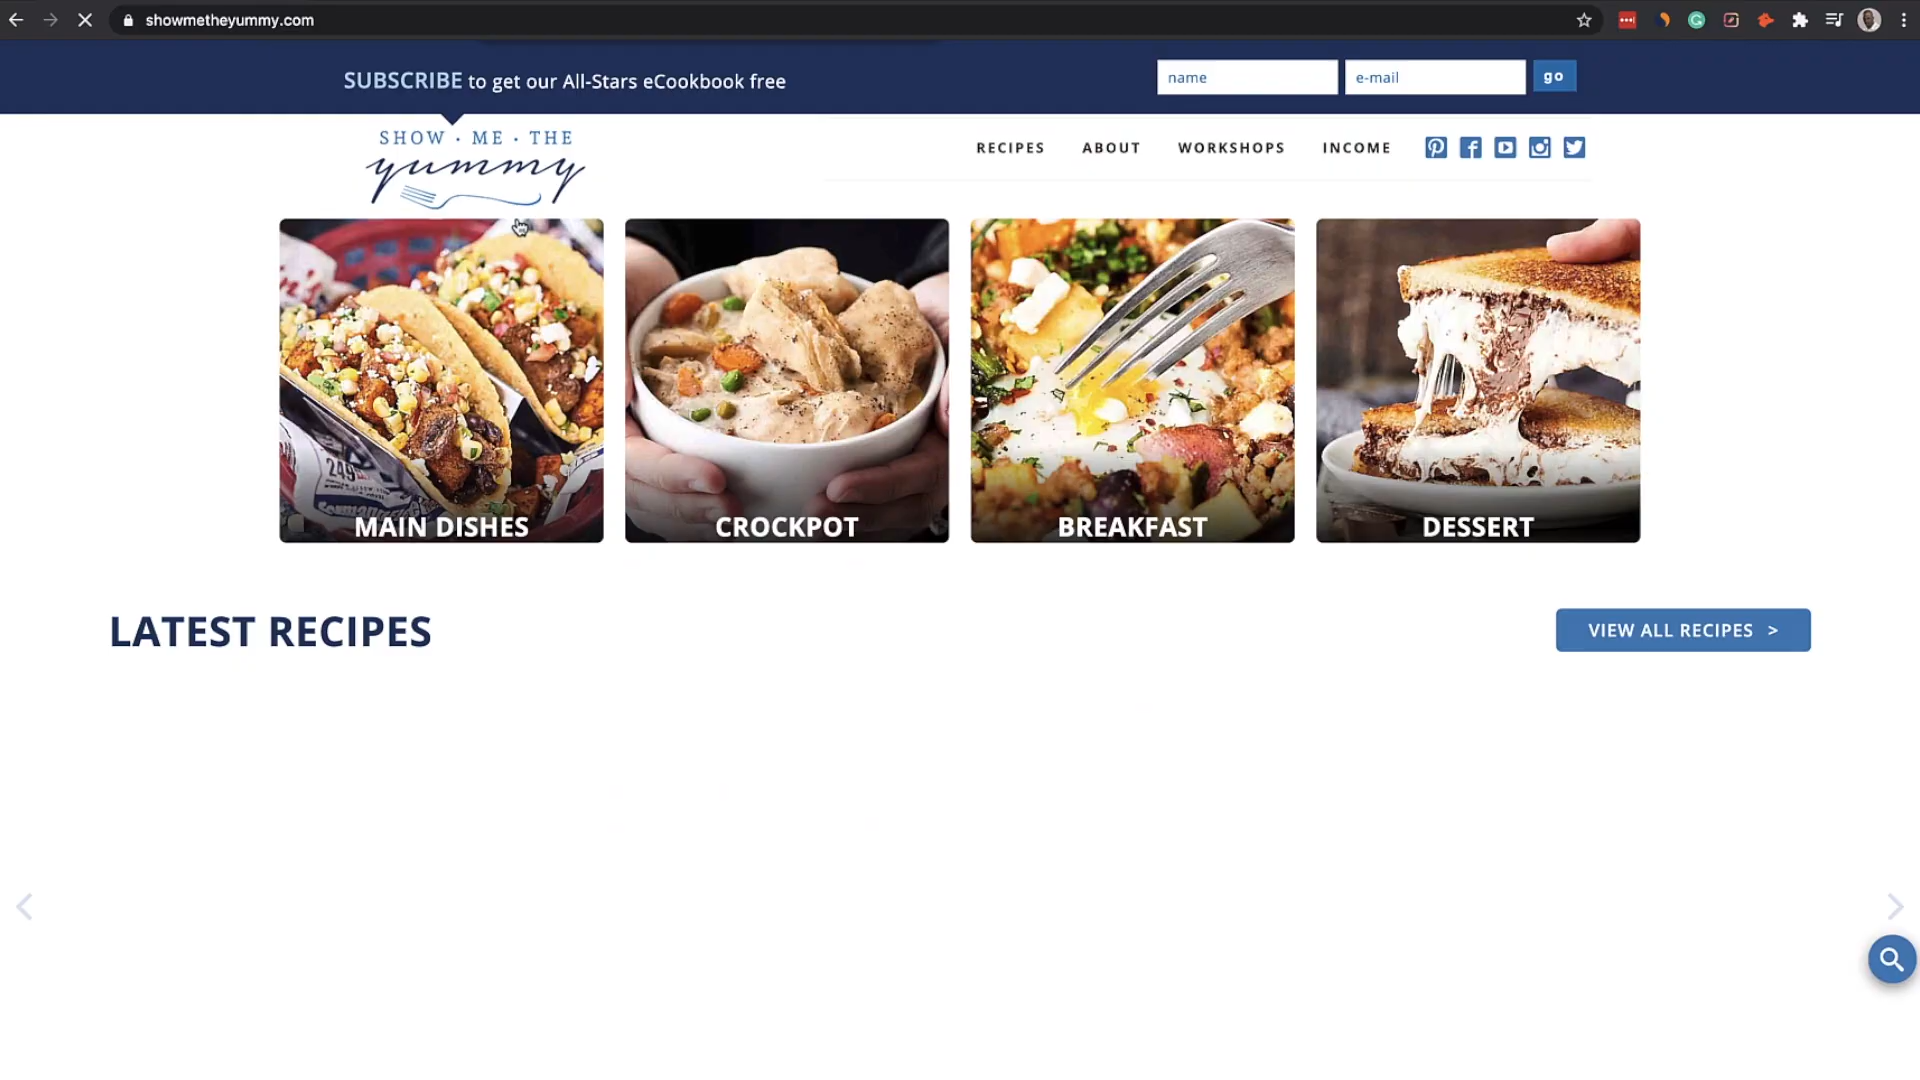 showmetheyummy.com
SUBSCRIBE to get our All-Stars eCookbook free
name
e-mail
go
SHOW · ME · THE
yummy
RECIPES
ABOUT
WORKSHOPS
INCOME
249
MAIN DISHES
CROCKPOT
BREAKFAST
DESSERT
LATEST RECIPES
VIEW ALL RECIPES >